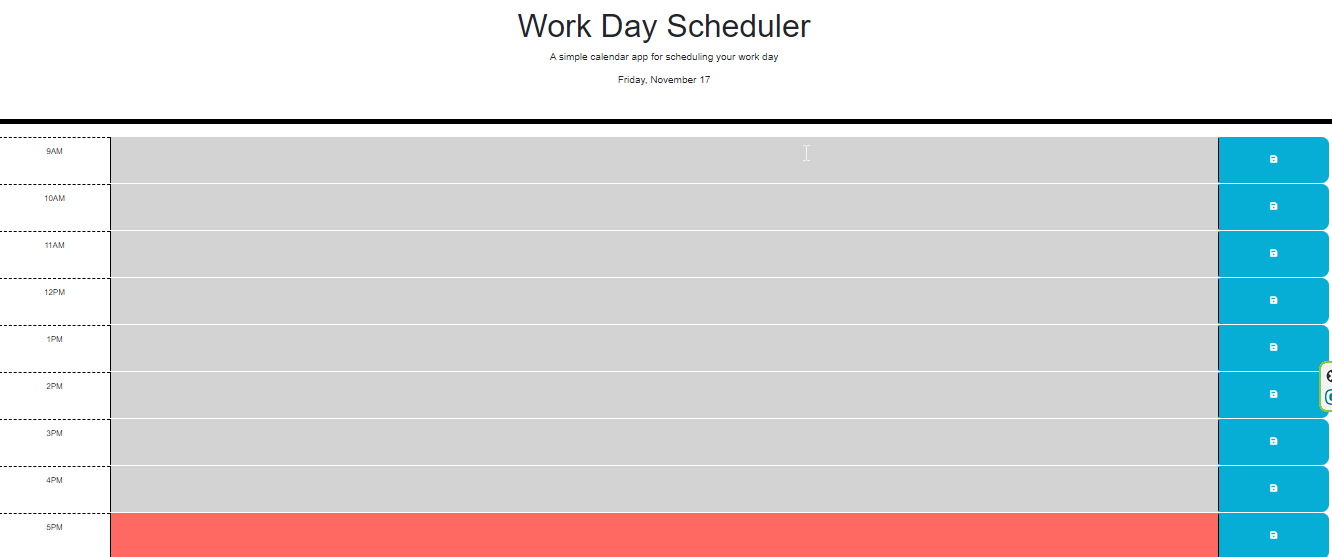 Work Day Scheduler
A simple calendar app for scheduling your work day
Friday, November 17
9AM
10AM
11AM
12PM
1PM
2PM
3PM
4PM
5PM